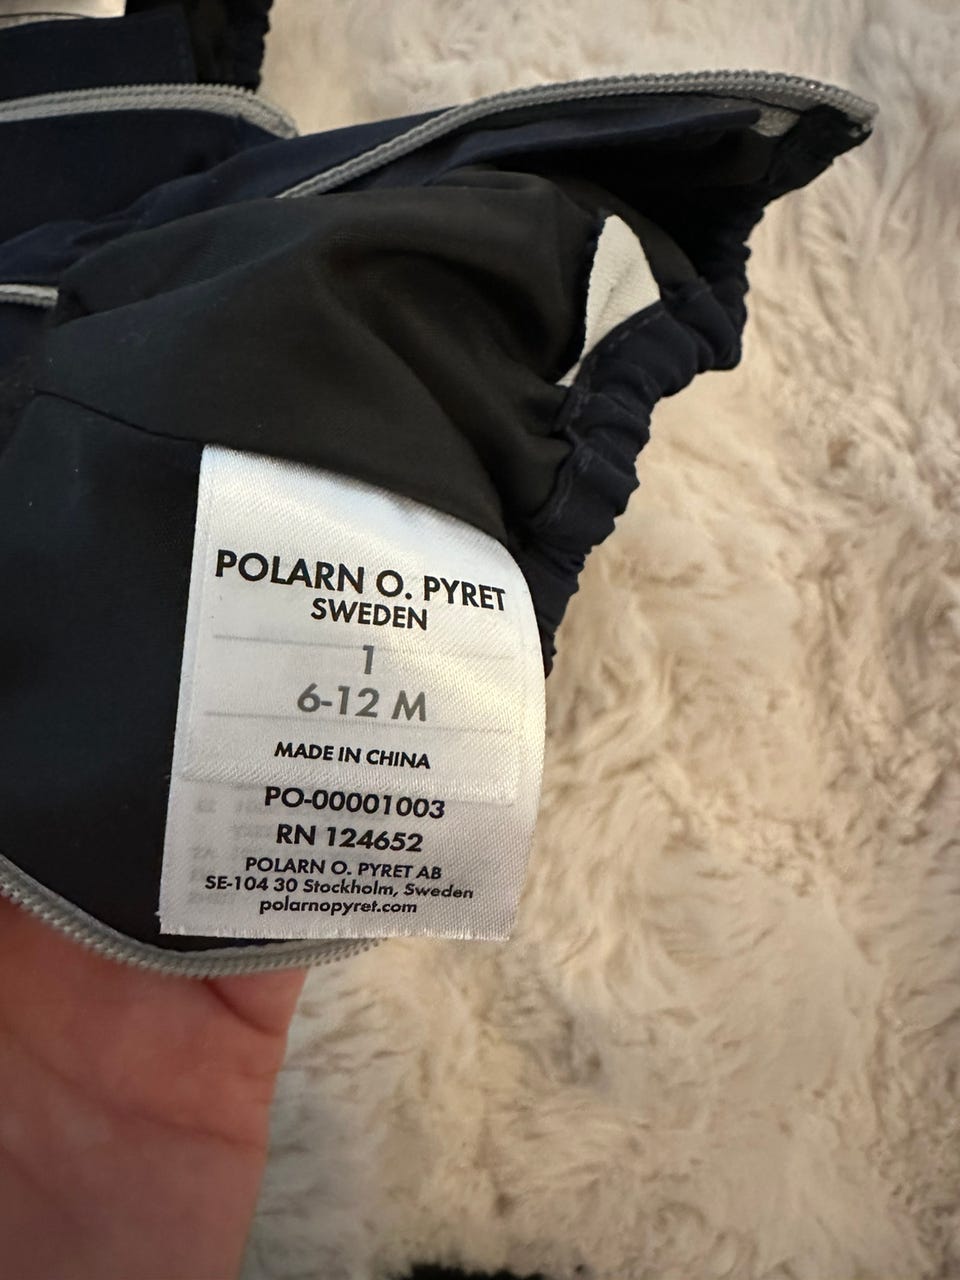 POLARN O. PYRET
SWEDEN
1
6-12 M
MADE IN CHINA
PO-00001003
RN 124652
POLARN O. PYRET AB
SE-104 30 Stockholm, Sweden
polarnopyret.com